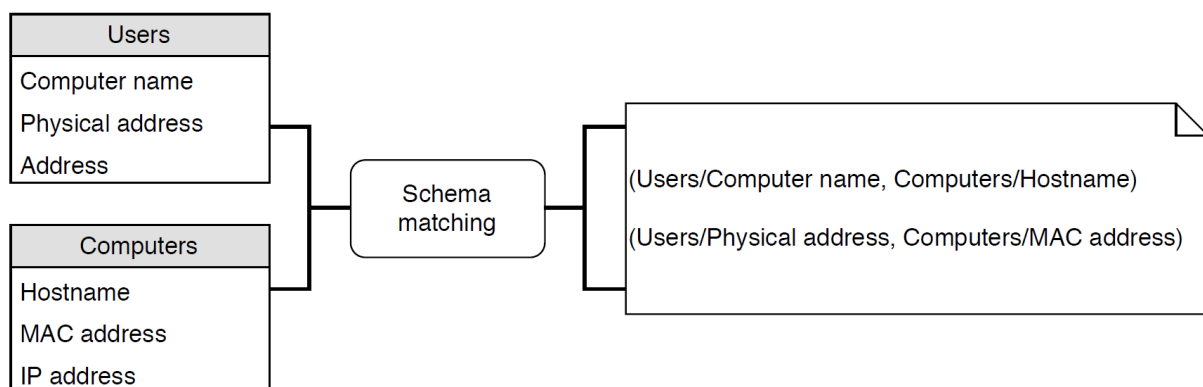 Users
Computer name
Physical address
Address
Computers
Hostname
MAC address
IP address
Schema
matching
(Users/Computer name, Computers/Hostname)
(Users/Physical address, Computers/MAC address)